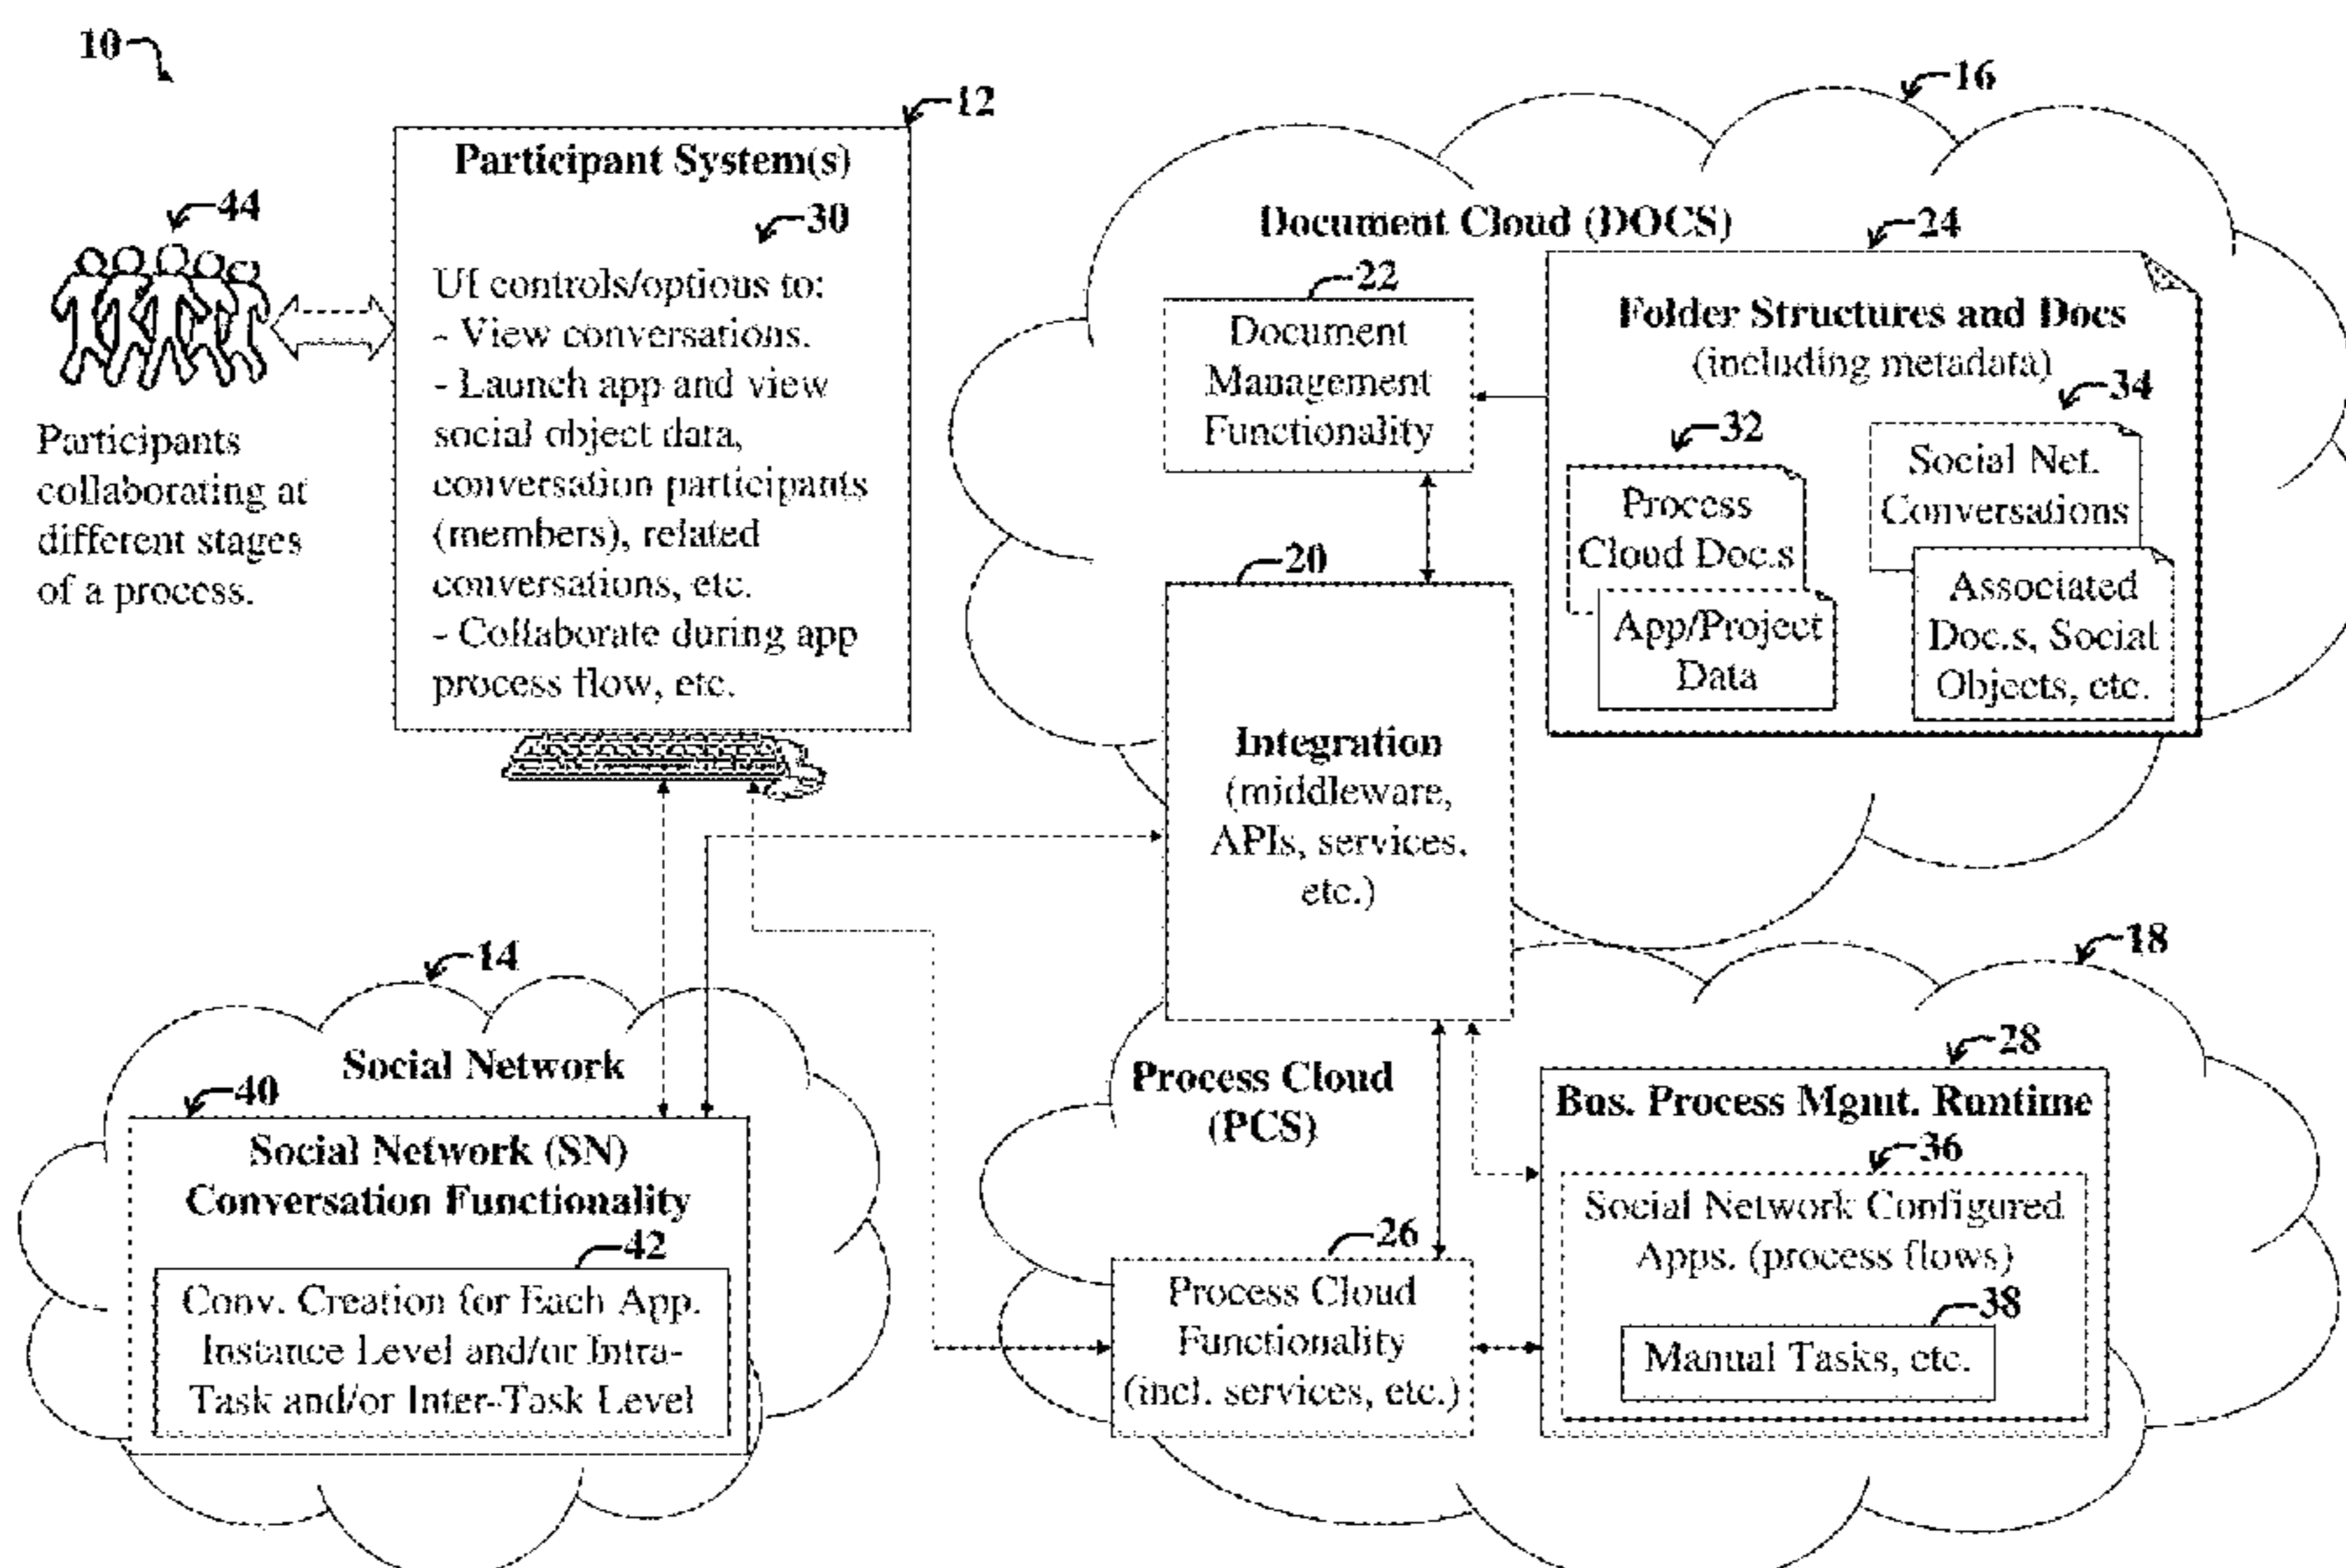 10
12
Participant System(s)
30
UI controls/options to:
- View conversations.
- Launch app and view
social object data,
conversation participants
(members), related
conversations, etc.
- Collaborate during app
process flow, etc.
44
Participants
collaborating at
different stages
of a process.
16
Document Cloud (DOCS)
22
Document
Management
Functionality
24
Folder Structures and Docs
(including metadata)
32
Process
Cloud Doc.s
App/Project
Data
34
Social Net.
Conversations
Associated
Doc.s, Social
Objects, etc.
20
Integration
(middleware,
APIs, services,
etc.)
14
Social Network
40
Social Network (SN)
Conversation Functionality
42
Conv. Creation for Each App.
Instance Level and/or Intra-
Task and/or Inter-Task Level
18
Process Cloud
(PCS)
26
Process Cloud
Functionality
(incl. services, etc.)
28
Bus. Process Mgmt. Runtime
36
Social Network Configured
Apps. (process flows)
38
Manual Tasks, etc.